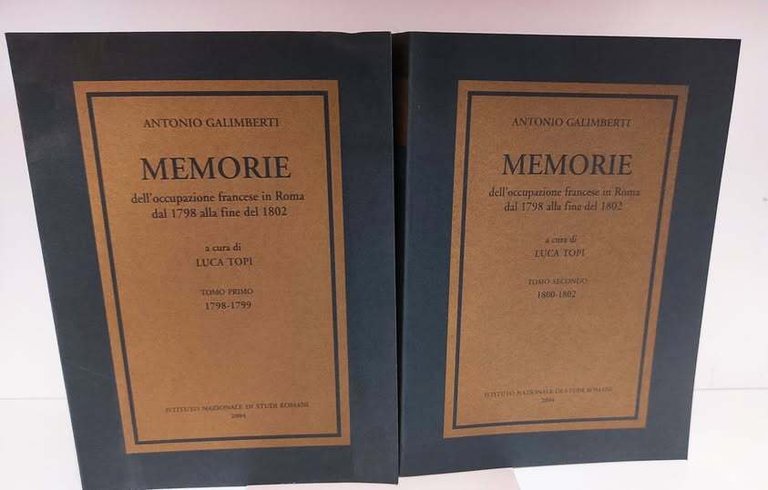 ANTONIO GALIMBERTI
MEMORIE
dell'occupazione francese in Roma
dal 1798 alla fine del 1802
a cura di
LUCA TOPI
TOMO PRIMO
1798-1799
ISTITUTO NAZIONALE DI STUDI ROMANI
2004
ANTONIO GALIMBERTI
MEMORIE
dell'occupazione francese in Roma
dal 1798 alla fine del 1802
a cura di
LUCA TOPI
TOMO SECONDO
1800-1802
ISTITUTO NAZIONALE DI STUDI ROMANI
2004